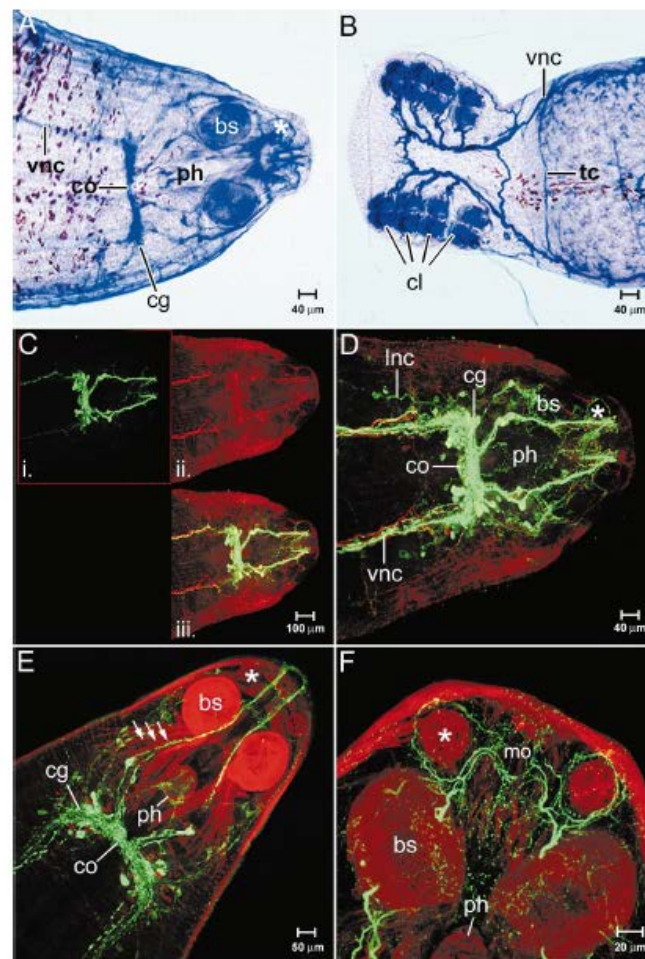 A
bs
*
vnc
co
ph
cg
40 µm
B
vnc
tc
cl
40 µm
C
i.
ii.
iii.
100 µm
D
lnc
cg
bs
*
co
ph
vnc
40 µm
E
*
bs
cg
ph
co
50 µm
F
*
mo
bs
ph
20 µm